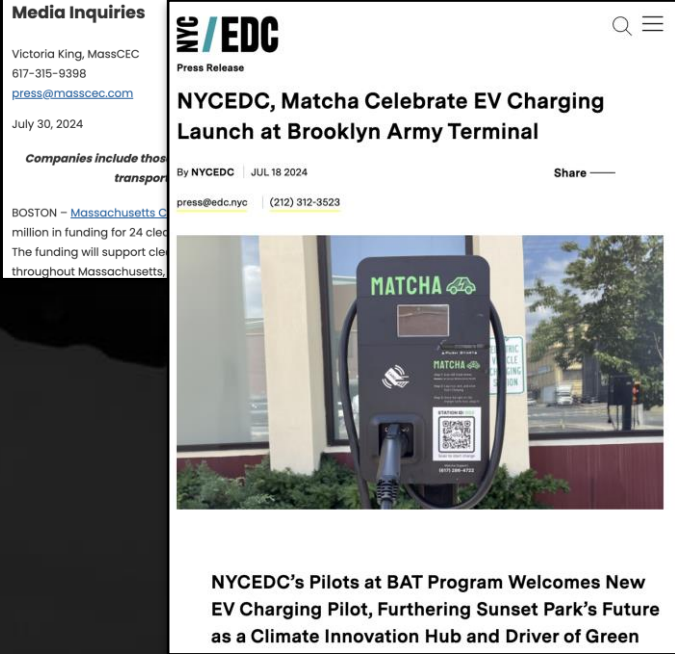 Media Inquiries
Victoria King, MassCEC
617-315-9398
press@masscec.com
July 30, 2024
Companies include
transpor
BOSTON – Massachusetts C
million in funding for 24 clea
The funding will support cle
throughout Massachusetts,
NYC/EDC
Press Release
NYCEDC, Matcha Celebrate EV Charging
Launch at Brooklyn Army Terminal
By NYCEDC JUL 18 2024
Share
press@edc.nyc (212) 312-3523
MATCHA
MATCHA
STATION ID
NYCEDC's Pilots at BAT Program Welcomes New
EV Charging Pilot, Furthering Sunset Park's Future
as a Climate Innovation Hub and Driver of Green